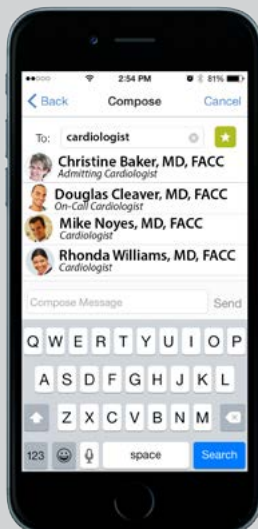 2:54 PM 81%
Back Compose Cancel
To: cardiologist
Christine Baker, MD, FACC
Admitting Cardiologist
Douglas Cleaver, MD, FACC
On-Call Cardiologist
Mike Noyes, MD, FACC
Cardiologist
Rhonda Williams, MD, FACC
Cardiologist
Compose Message Send
Q W E R T Y U I O P
A S D F G H J K L
Z X C V B N M
123 space Search